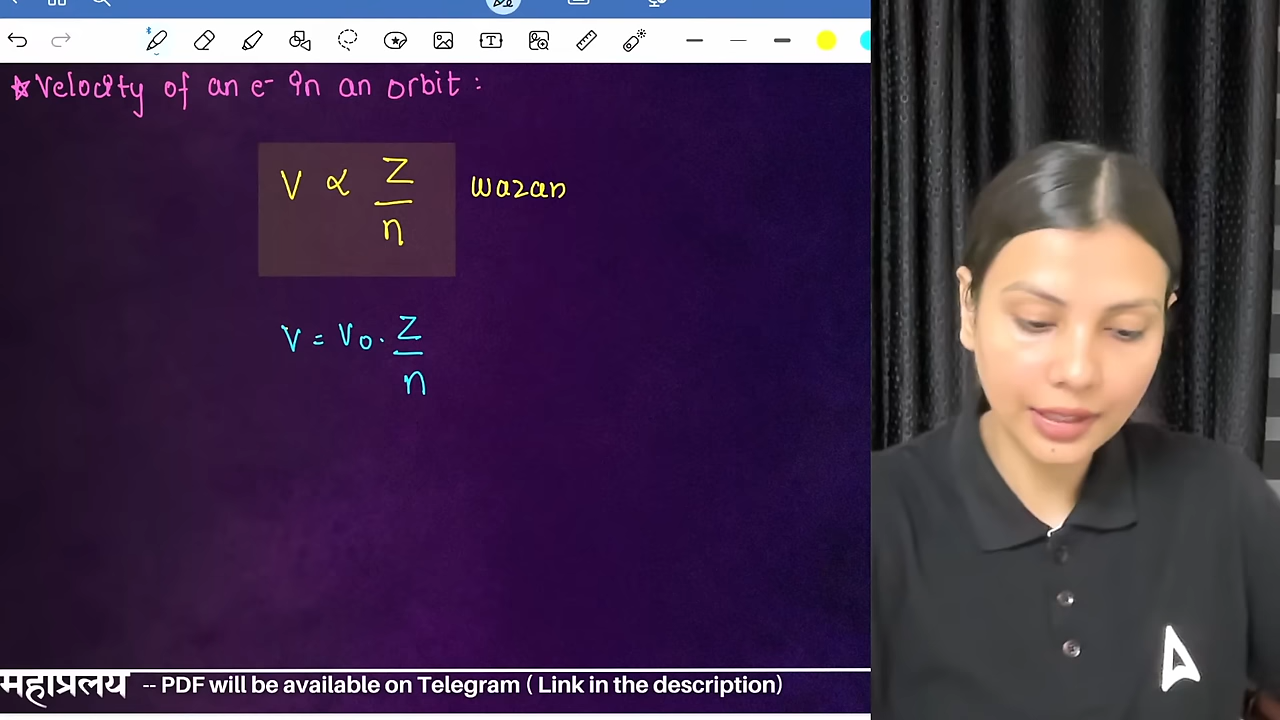 ☆ Velocity of an e- in an orbit :
V ∝ Z/n wazan
V = V₀ . Z/n
महाप्रलय -- PDF will be available on Telegram ( Link in the description)